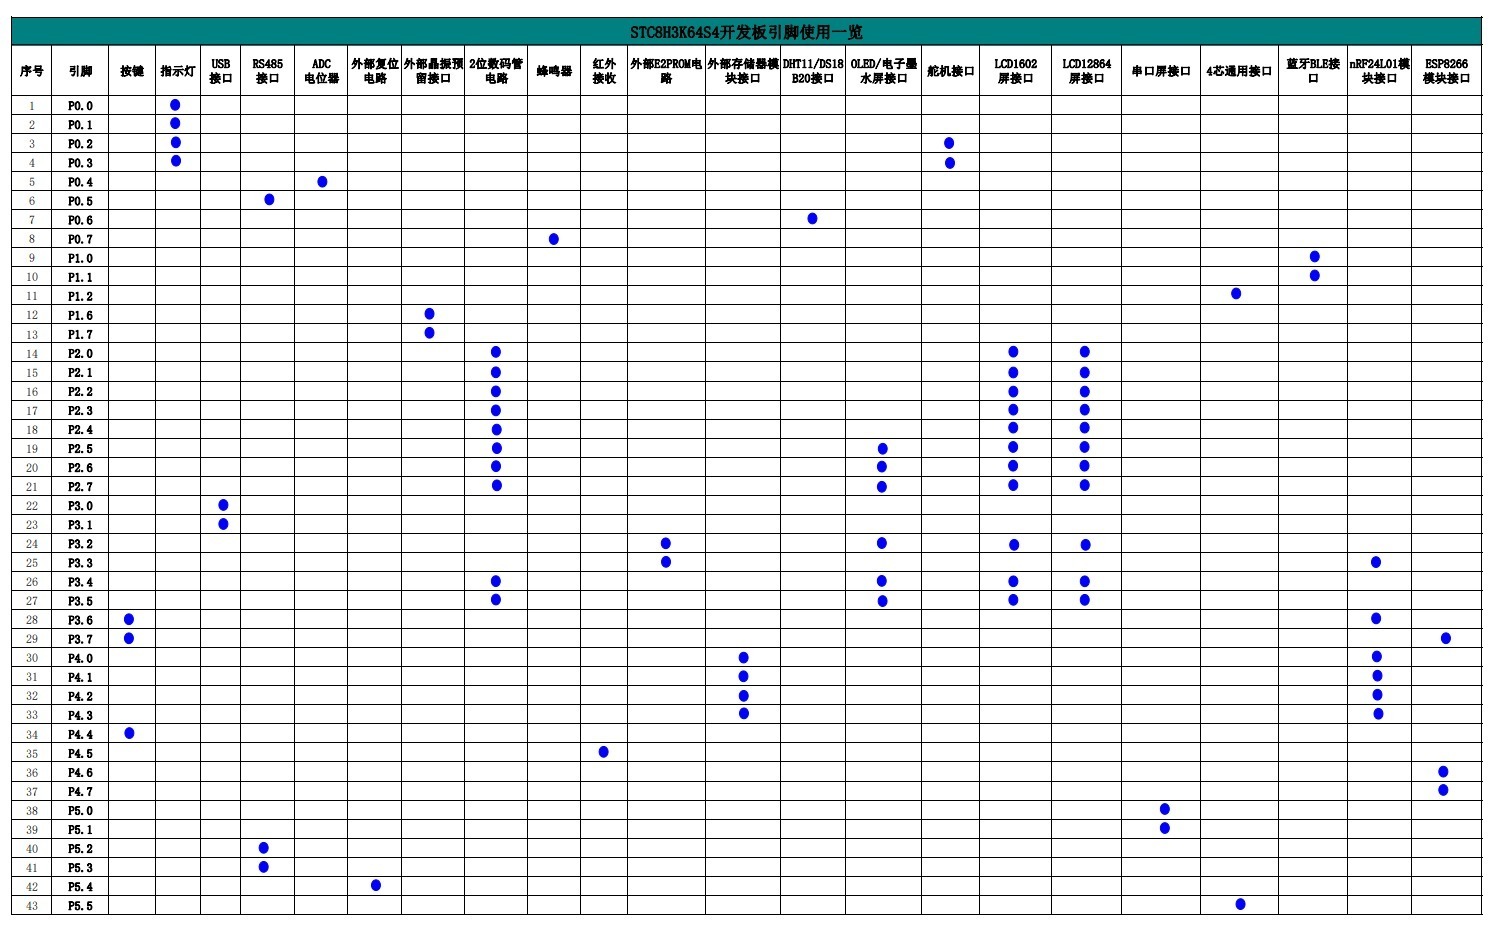 STC8H3K64S4开发板引脚使用一览
序号 引脚 按键 指示灯 USB接口 RS485接口 ADC电位器 外部复位电路 外部晶振预留接口 2位数码管电路 蜂鸣器 红外接收 外部E2PROM电路 外部存储器模块接口 DHT11/DS18B20接口 OLED/电子墨水屏接口 舵机接口 LCD1602屏接口 LCD12864屏接口 串口屏接口 4芯通用接口 蓝牙BLE接口 nRF24L01模块接口 ESP8266模块接口
1 P0.0
2 P0.1
3 P0.2
4 P0.3
5 P0.4
6 P0.5
7 P0.6
8 P0.7
9 P1.0
10 P1.1
11 P1.2
12 P1.6
13 P1.7
14 P2.0
15 P2.1
16 P2.2
17 P2.3
18 P2.4
19 P2.5
20 P2.6
21 P2.7
22 P3.0
23 P3.1
24 P3.2
25 P3.3
26 P3.4
27 P3.5
28 P3.6
29 P3.7
30 P4.0
31 P4.1
32 P4.2
33 P4.3
34 P4.4
35 P4.5
36 P4.6
37 P4.7
38 P5.0
39 P5.1
40 P5.2
41 P5.3
42 P5.4
43 P5.5